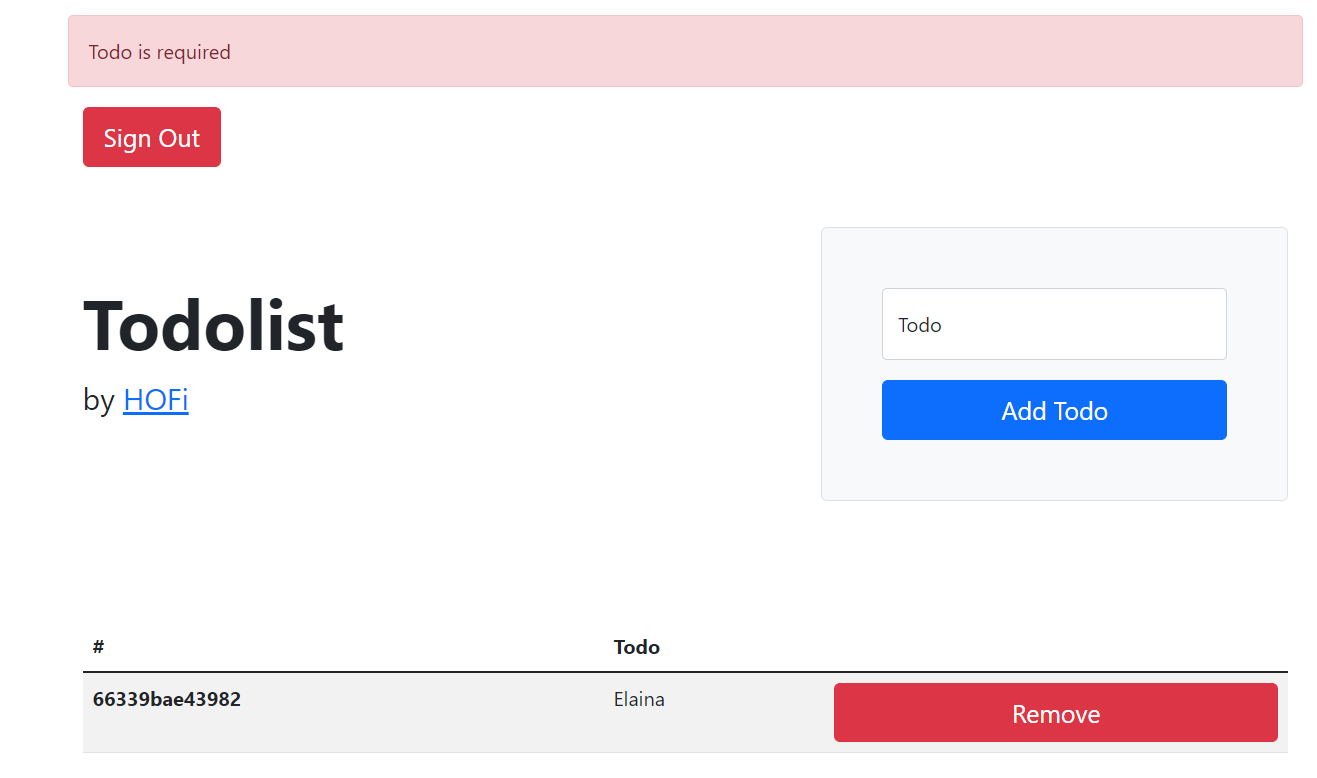 Todo is required
Sign Out
Todolist
by HOFi
Todo
Add Todo
# Todo
66339bae43982 Elaina Remove